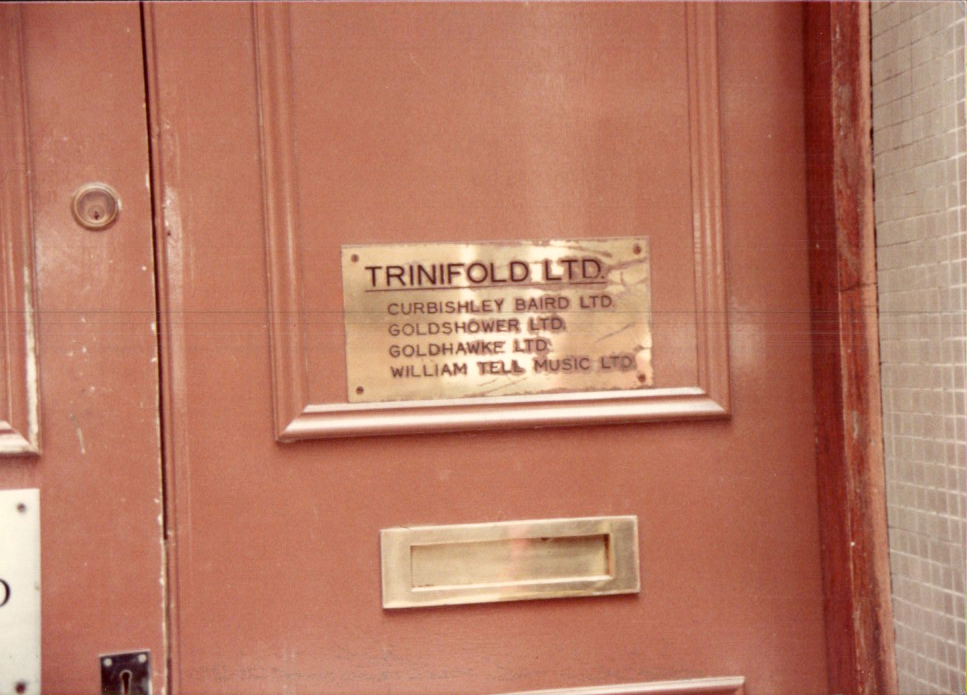 TRINIFOLD LTD.
CURBISHLEY BAIRD LTD.
GOLDSHOWER LTD.
GOLDHAWKE LTD.
WILLIAM TELL MUSIC LTD.